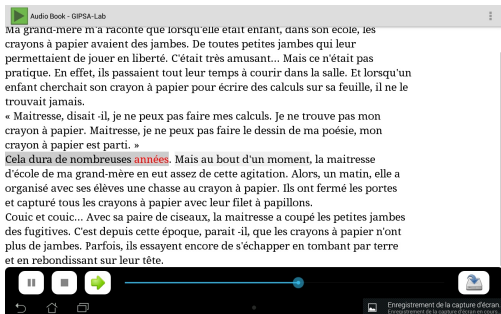 Audio Book - GIPSA-Lab
Ma grand-mère m'a raconté que lorsqu'elle était enfant, dans son école, les
crayons à papier avaient des jambes. De toutes petites jambes qui leur
permettaient de jouer en liberté. C'était très amusant... Mais ce n'était pas
pratique. En effet, ils passaient tout leur temps à courir dans la salle. Et lorsqu'un
enfant cherchait son crayon à papier pour écrire des calculs sur sa feuille, il ne le
trouvait jamais.
« Maitresse, disait -il, je ne peux pas faire mes calculs. Je ne trouve pas mon
crayon à papier. Maitresse, je ne peux pas faire le dessin de ma poésie, mon
crayon à papier est parti. »
Cela dura de nombreuses années. Mais au bout d'un moment, la maitresse
d'école de ma grand-mère en eut assez de cette agitation. Alors, un matin, elle a
organisé avec ses élèves une chasse au crayon à papier. Ils ont fermé les portes
et capturé tous les crayons à papier avec leur filet à papillons.
Couic et couic... Avec sa paire de ciseaux, la maitresse a coupé les petites jambes
des fugitives. C'est depuis cette époque, parait -il, que les crayons à papier n'ont
plus de jambes. Parfois, ils essayent encore de s'échapper en tombant par terre
et en rebondissant sur leur tête.
Enregistrement de la capture d'écran.
Enregistrement de la capture d'écran en cours.